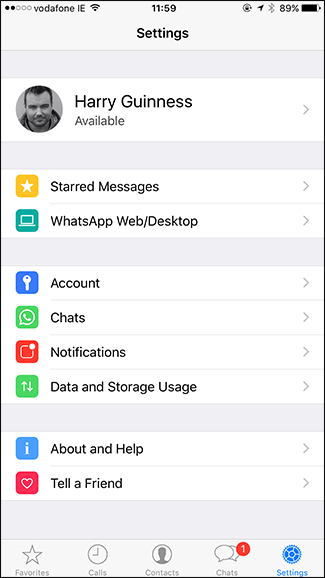 vodafone IE 11:59 89%
Settings
Harry Guinness
Available
Starred Messages
WhatsApp Web/Desktop
Account
Chats
Notifications
Data and Storage Usage
About and Help
Tell a Friend
1
Favorites Calls Contacts Chats Settings